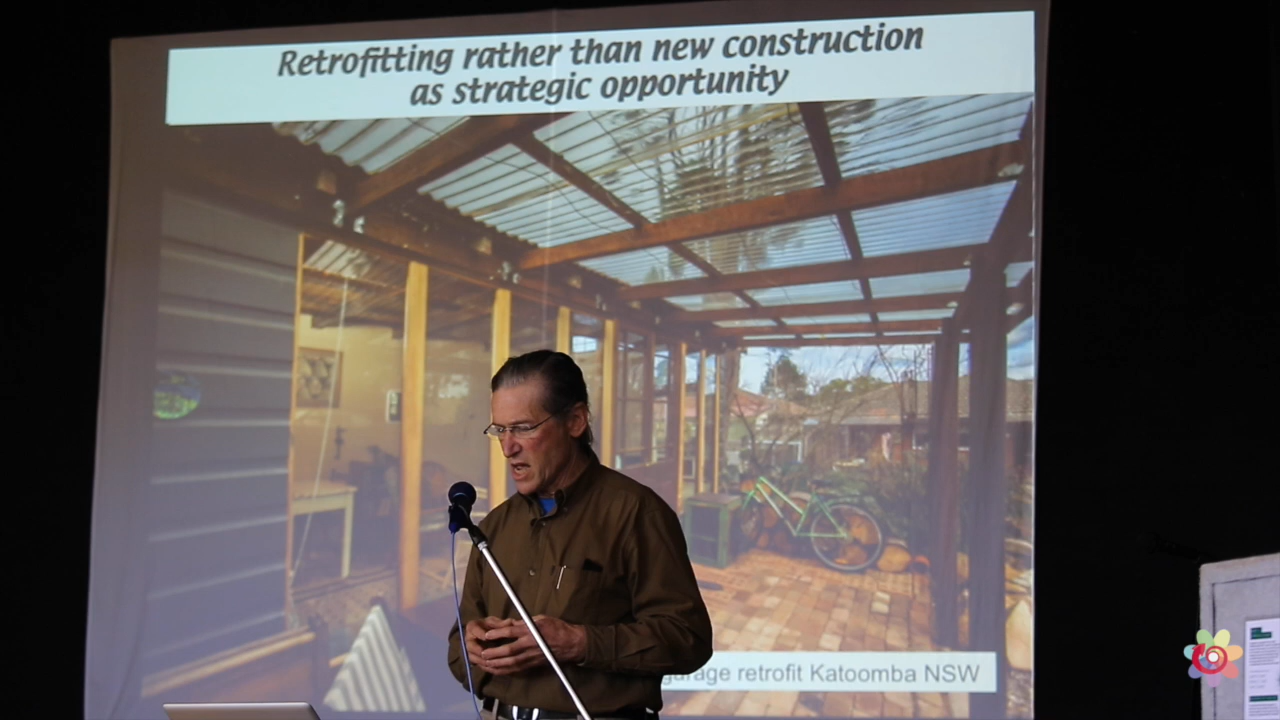 Retrofitting rather than new construction
as strategic opportunity
garage retrofit Katoomba NSW